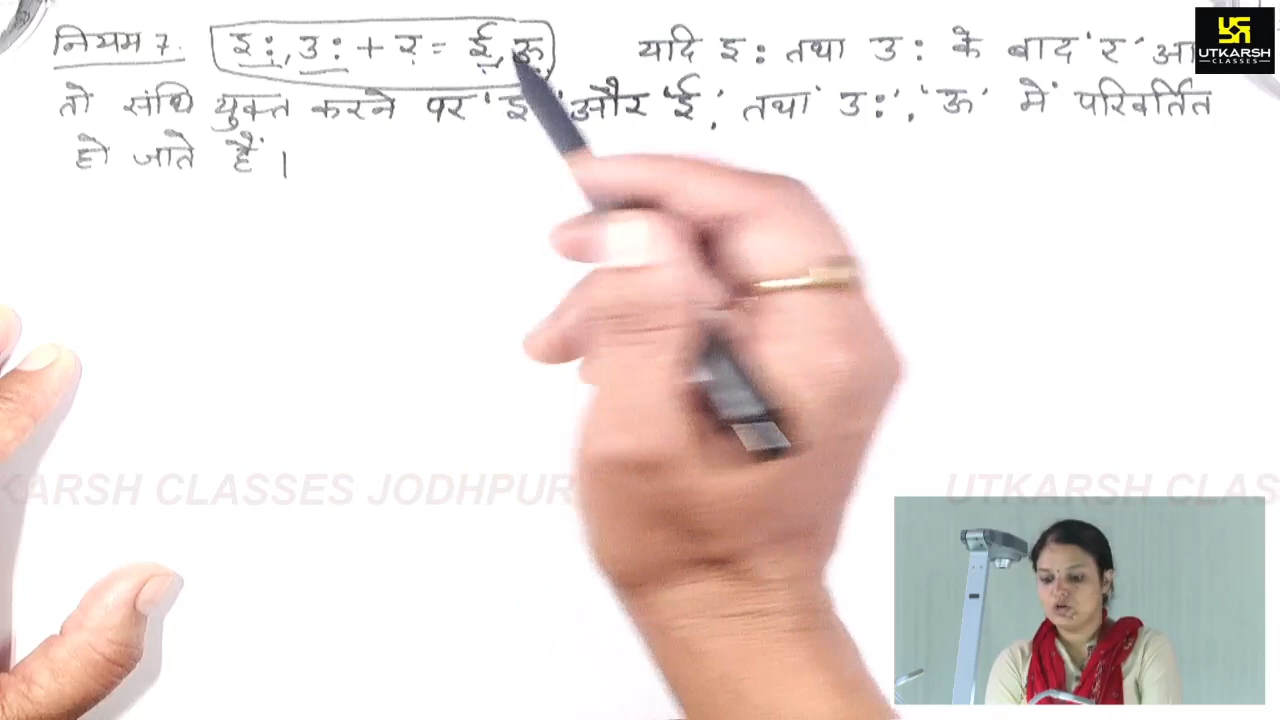 नियम 7. इः, उः + र = ई, ऊ यदि इः तथा उः के बाद 'र' आ
तो संधि युक्त करने पर 'इ 'और 'ई', तथा उः', 'ऊ' में परिवर्तित
हो जाते हैं ।
UTKARSH
CLASSES
KARSH CLASSES JODHPUR UTKARSH CLAS